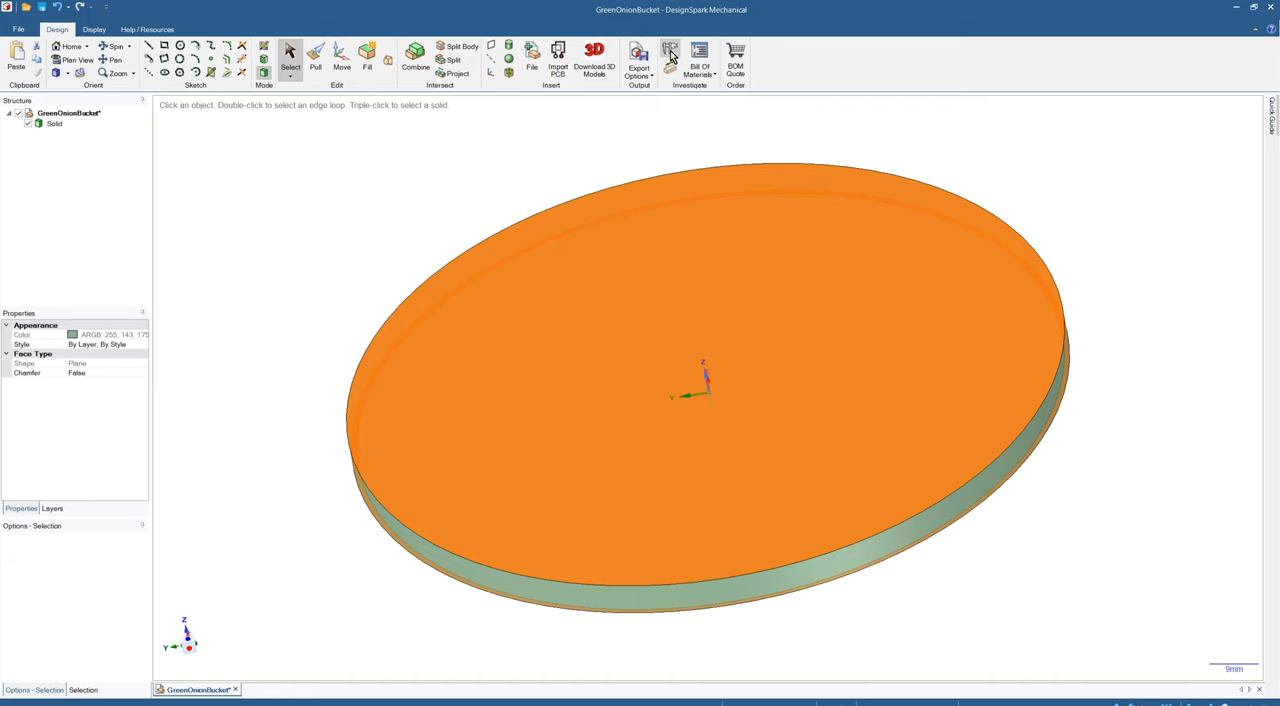 GreenOnionBucket - DesignSpark Mechanical
File Design Display Help / Resources
Paste
Home Plan View Spin Pan Zoom
Select Pull Move Fill
Combine Split Body Split Project
File Import PCB Download 3D Models
3D
Export Options
Bill Of Materials
BOM Quote
Clipboard Orient Sketch Mode Edit Intersect Insert Output Investigate Order
Structure
Click an object. Double-click to select an edge loop. Triple-click to select a solid.
GreenOnionBucket*
Solid
Quick Guide
Properties
Appearance
Color ARGB: 255, 143, 175
Style By Layer, By Style
Face Type
Shape Plane
Chamfer False
Z
Y
Properties Layers
Options - Selection
Z
Y
9mm
Options - Selection Selection
GreenOnionBucket*